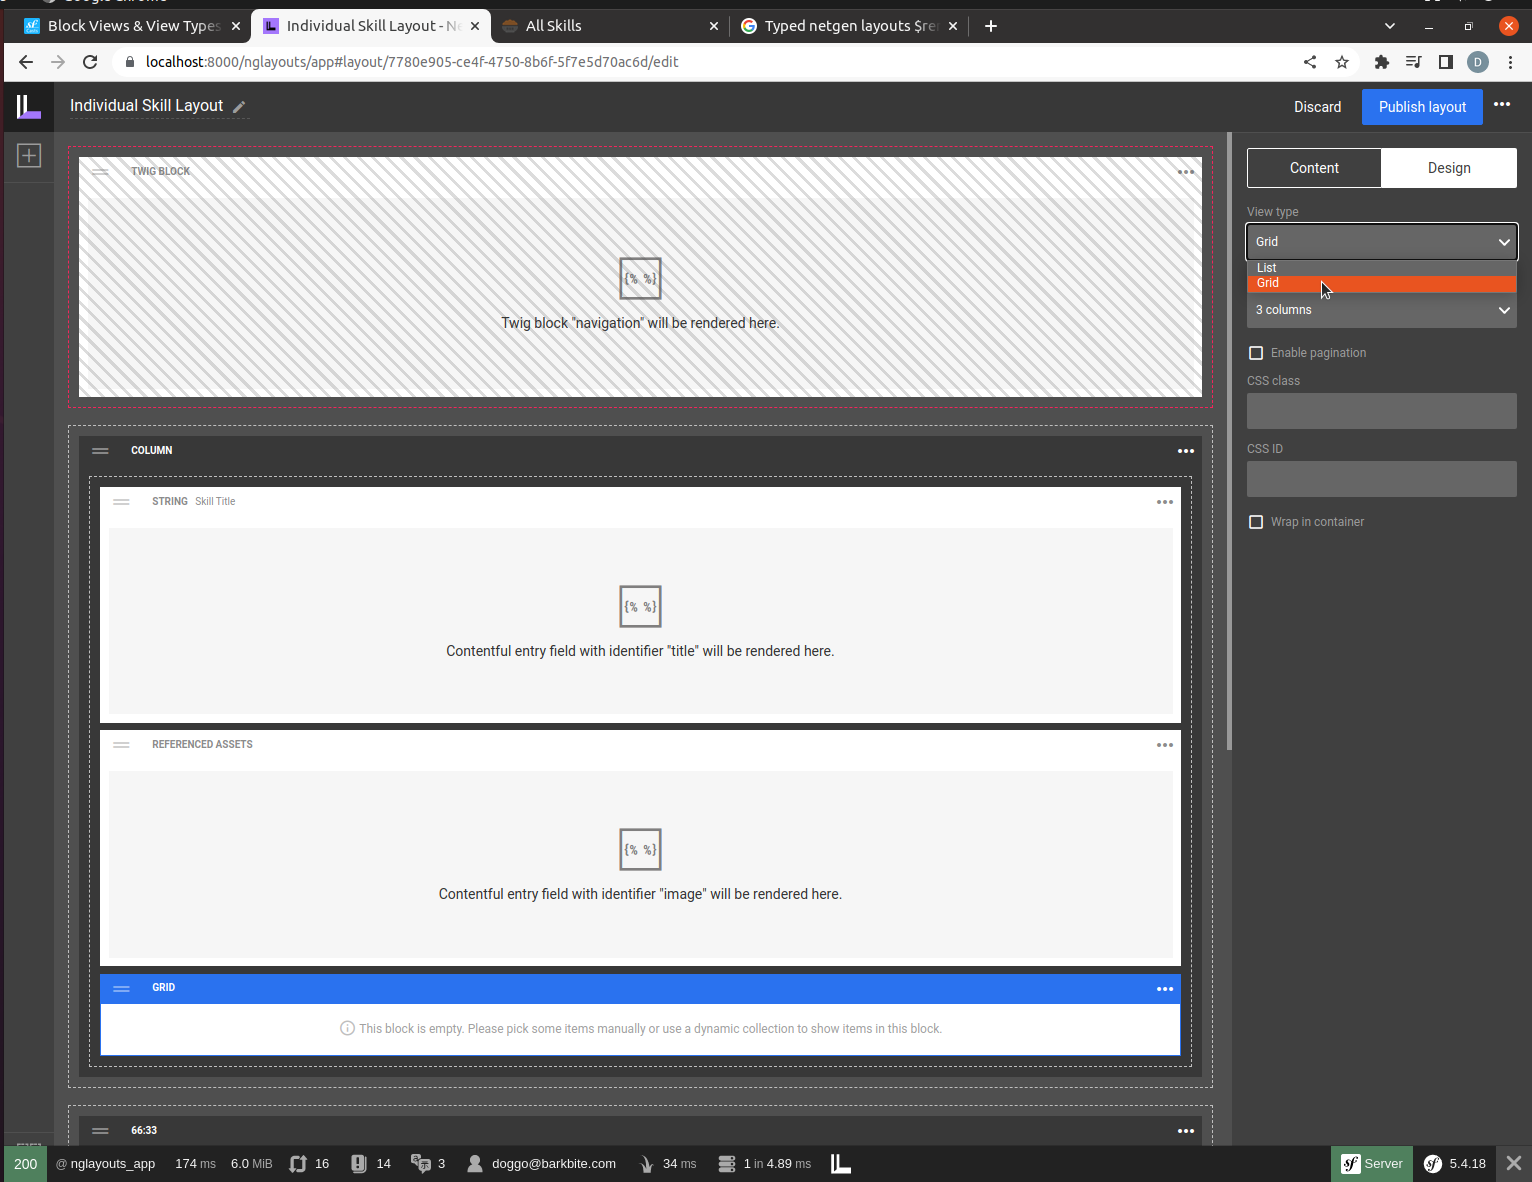 Block Views & View Types
Individual Skill Layout - Ne
All Skills
Typed netgen layouts $re
localhost:8000/nglayouts/app#layout/7780e905-ce4f-4750-8b6f-5f7e5d70ac6d/edit
D
Individual Skill Layout
Discard
Publish layout
TWIG BLOCK
{% %}
Twig block "navigation" will be rendered here.
Content
Design
View type
Grid
List
Grid
3 columns
Enable pagination
CSS class
CSS ID
Wrap in container
COLUMN
STRING Skill Title
{% %}
Contentful entry field with identifier "title" will be rendered here.
REFERENCED ASSETS
{% %}
Contentful entry field with identifier "image" will be rendered here.
GRID
This block is empty. Please pick some items manually or use a dynamic collection to show items in this block.
66:33
200 @ nglayouts_app 174 ms 6.0 MiB 16 14 3 doggo@barkbite.com 34 ms 1 in 4.89 ms Server 5.4.18